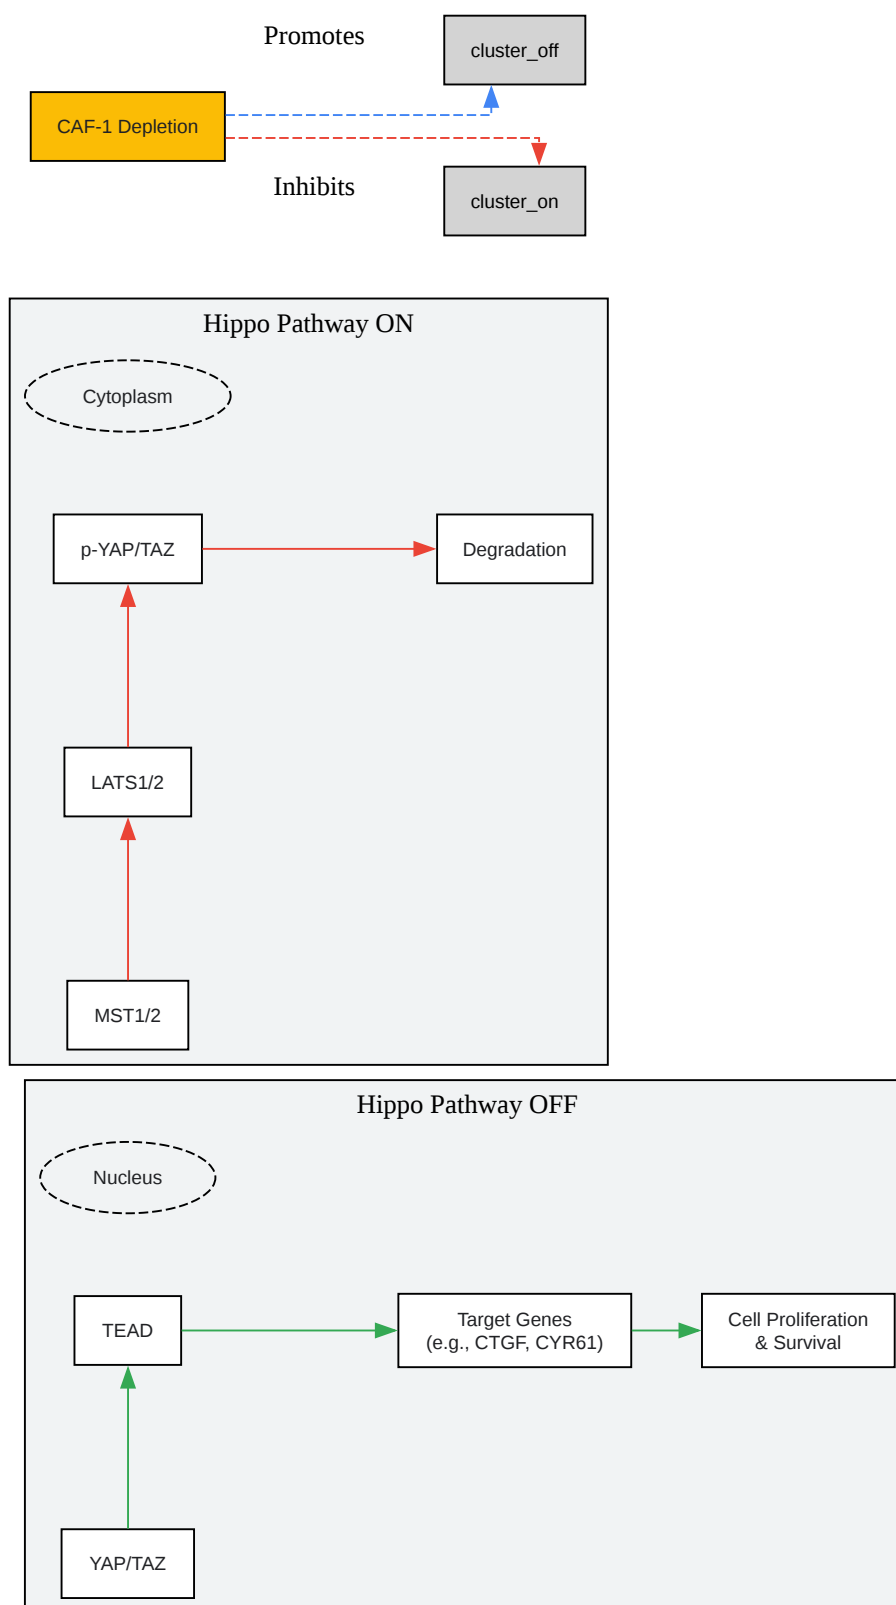 Promotes
cluster_off
CAF-1 Depletion
Inhibits
cluster_on
Hippo Pathway ON
Cytoplasm
p-YAP/TAZ
Degradation
LATS1/2
MST1/2
Hippo Pathway OFF
Nucleus
TEAD
Target Genes
(e.g., CTGF, CYR61)
Cell Proliferation
& Survival
YAP/TAZ